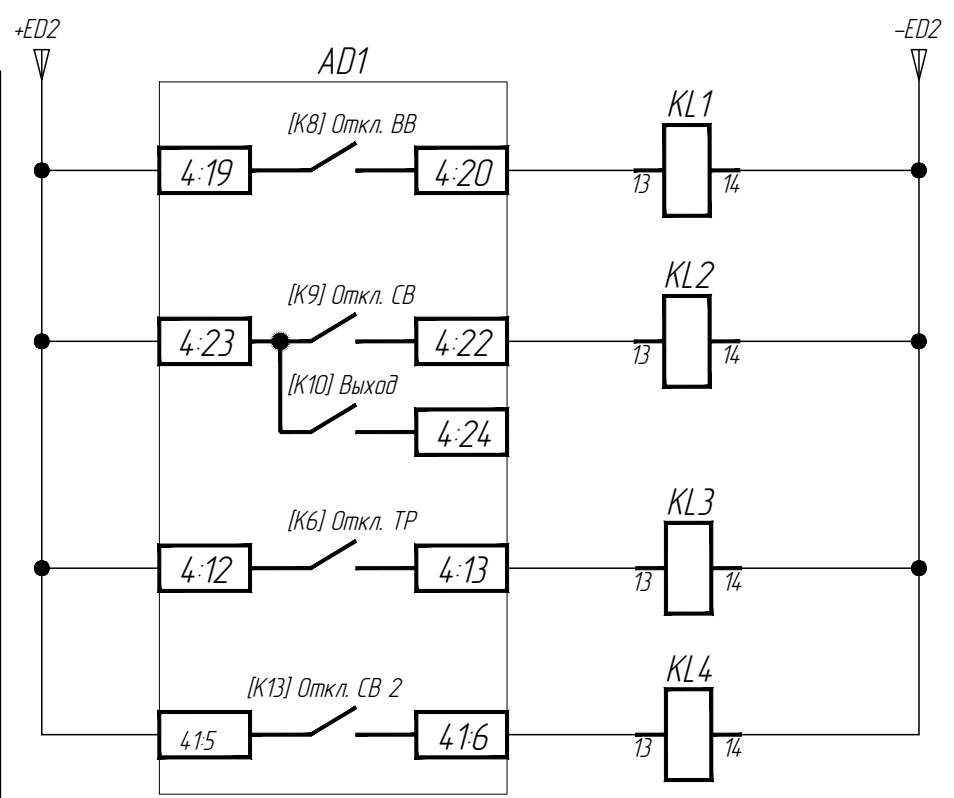 +ED2
–ED2
AD1
[K8] Откл. ВВ
KL1
4:19
4:20
13
14
[K9] Откл. СВ
KL2
4:23
4:22
13
14
[K10] Выход
4:24
[K6] Откл. ТР
KL3
4:12
4:13
13
14
[K13] Откл. СВ 2
KL4
41:5
41:6
13
14